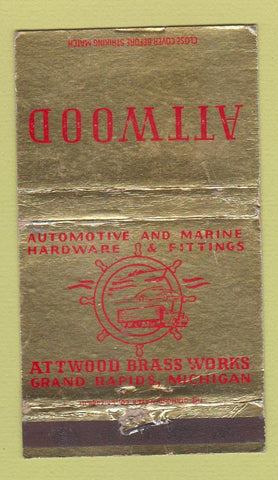 CLOSE COVER BEFORE STRIKING MATCH
ATTWOOD
AUTOMOTIVE AND MARINE
HARDWARE & FITTINGS
ATTWOOD BRASS WORKS
GRAND RAPIDS, MICHIGAN